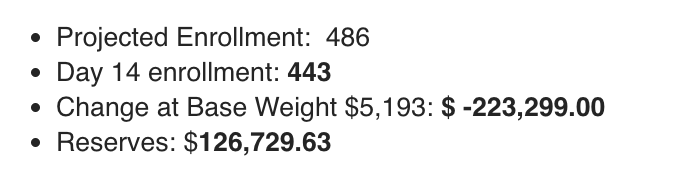 • Projected Enrollment:  486
• Day 14 enrollment: 443
• Change at Base Weight $5,193: $ -223,299.00
• Reserves: $126,729.63